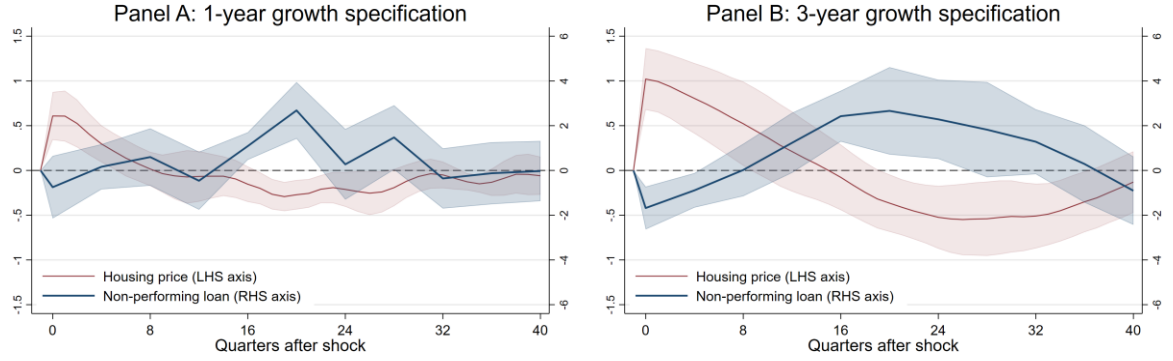 Panel A: 1-year growth specification
1.5
1
.5
0
-.5
-1
-1.5
6
4
2
0
-2
-4
-6
Housing price (LHS axis)
Non-performing loan (RHS axis)
0 8 16 24 32 40
Quarters after shock
Panel B: 3-year growth specification
1.5
1
.5
0
-.5
-1
-1.5
6
4
2
0
-2
-4
-6
Housing price (LHS axis)
Non-performing loan (RHS axis)
0 8 16 24 32 40
Quarters after shock